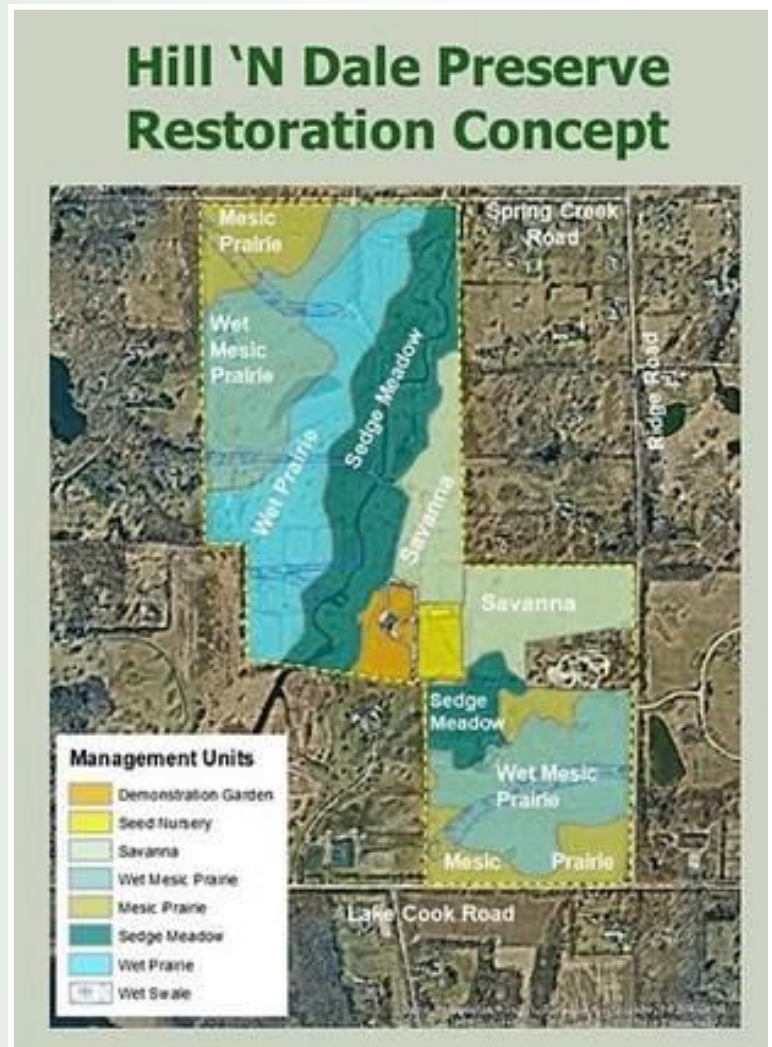 Hill ‘N Dale Preserve
Restoration Concept
Mesic
Prairie
Spring Creek
Road
Wet
Mesic
Prairie
Ridge Road
Sedge Meadow
Wet Prairie
Savanna
Savanna
Sedge
Meadow
Wet Mesic
Prairie
Mesic Prairie
Lake Cook Road
Management Units
Demonstration Garden
Seed Nursery
Savanna
Wet Mesic Prairie
Mesic Prairie
Sedge Meadow
Wet Prairie
Wet Swale